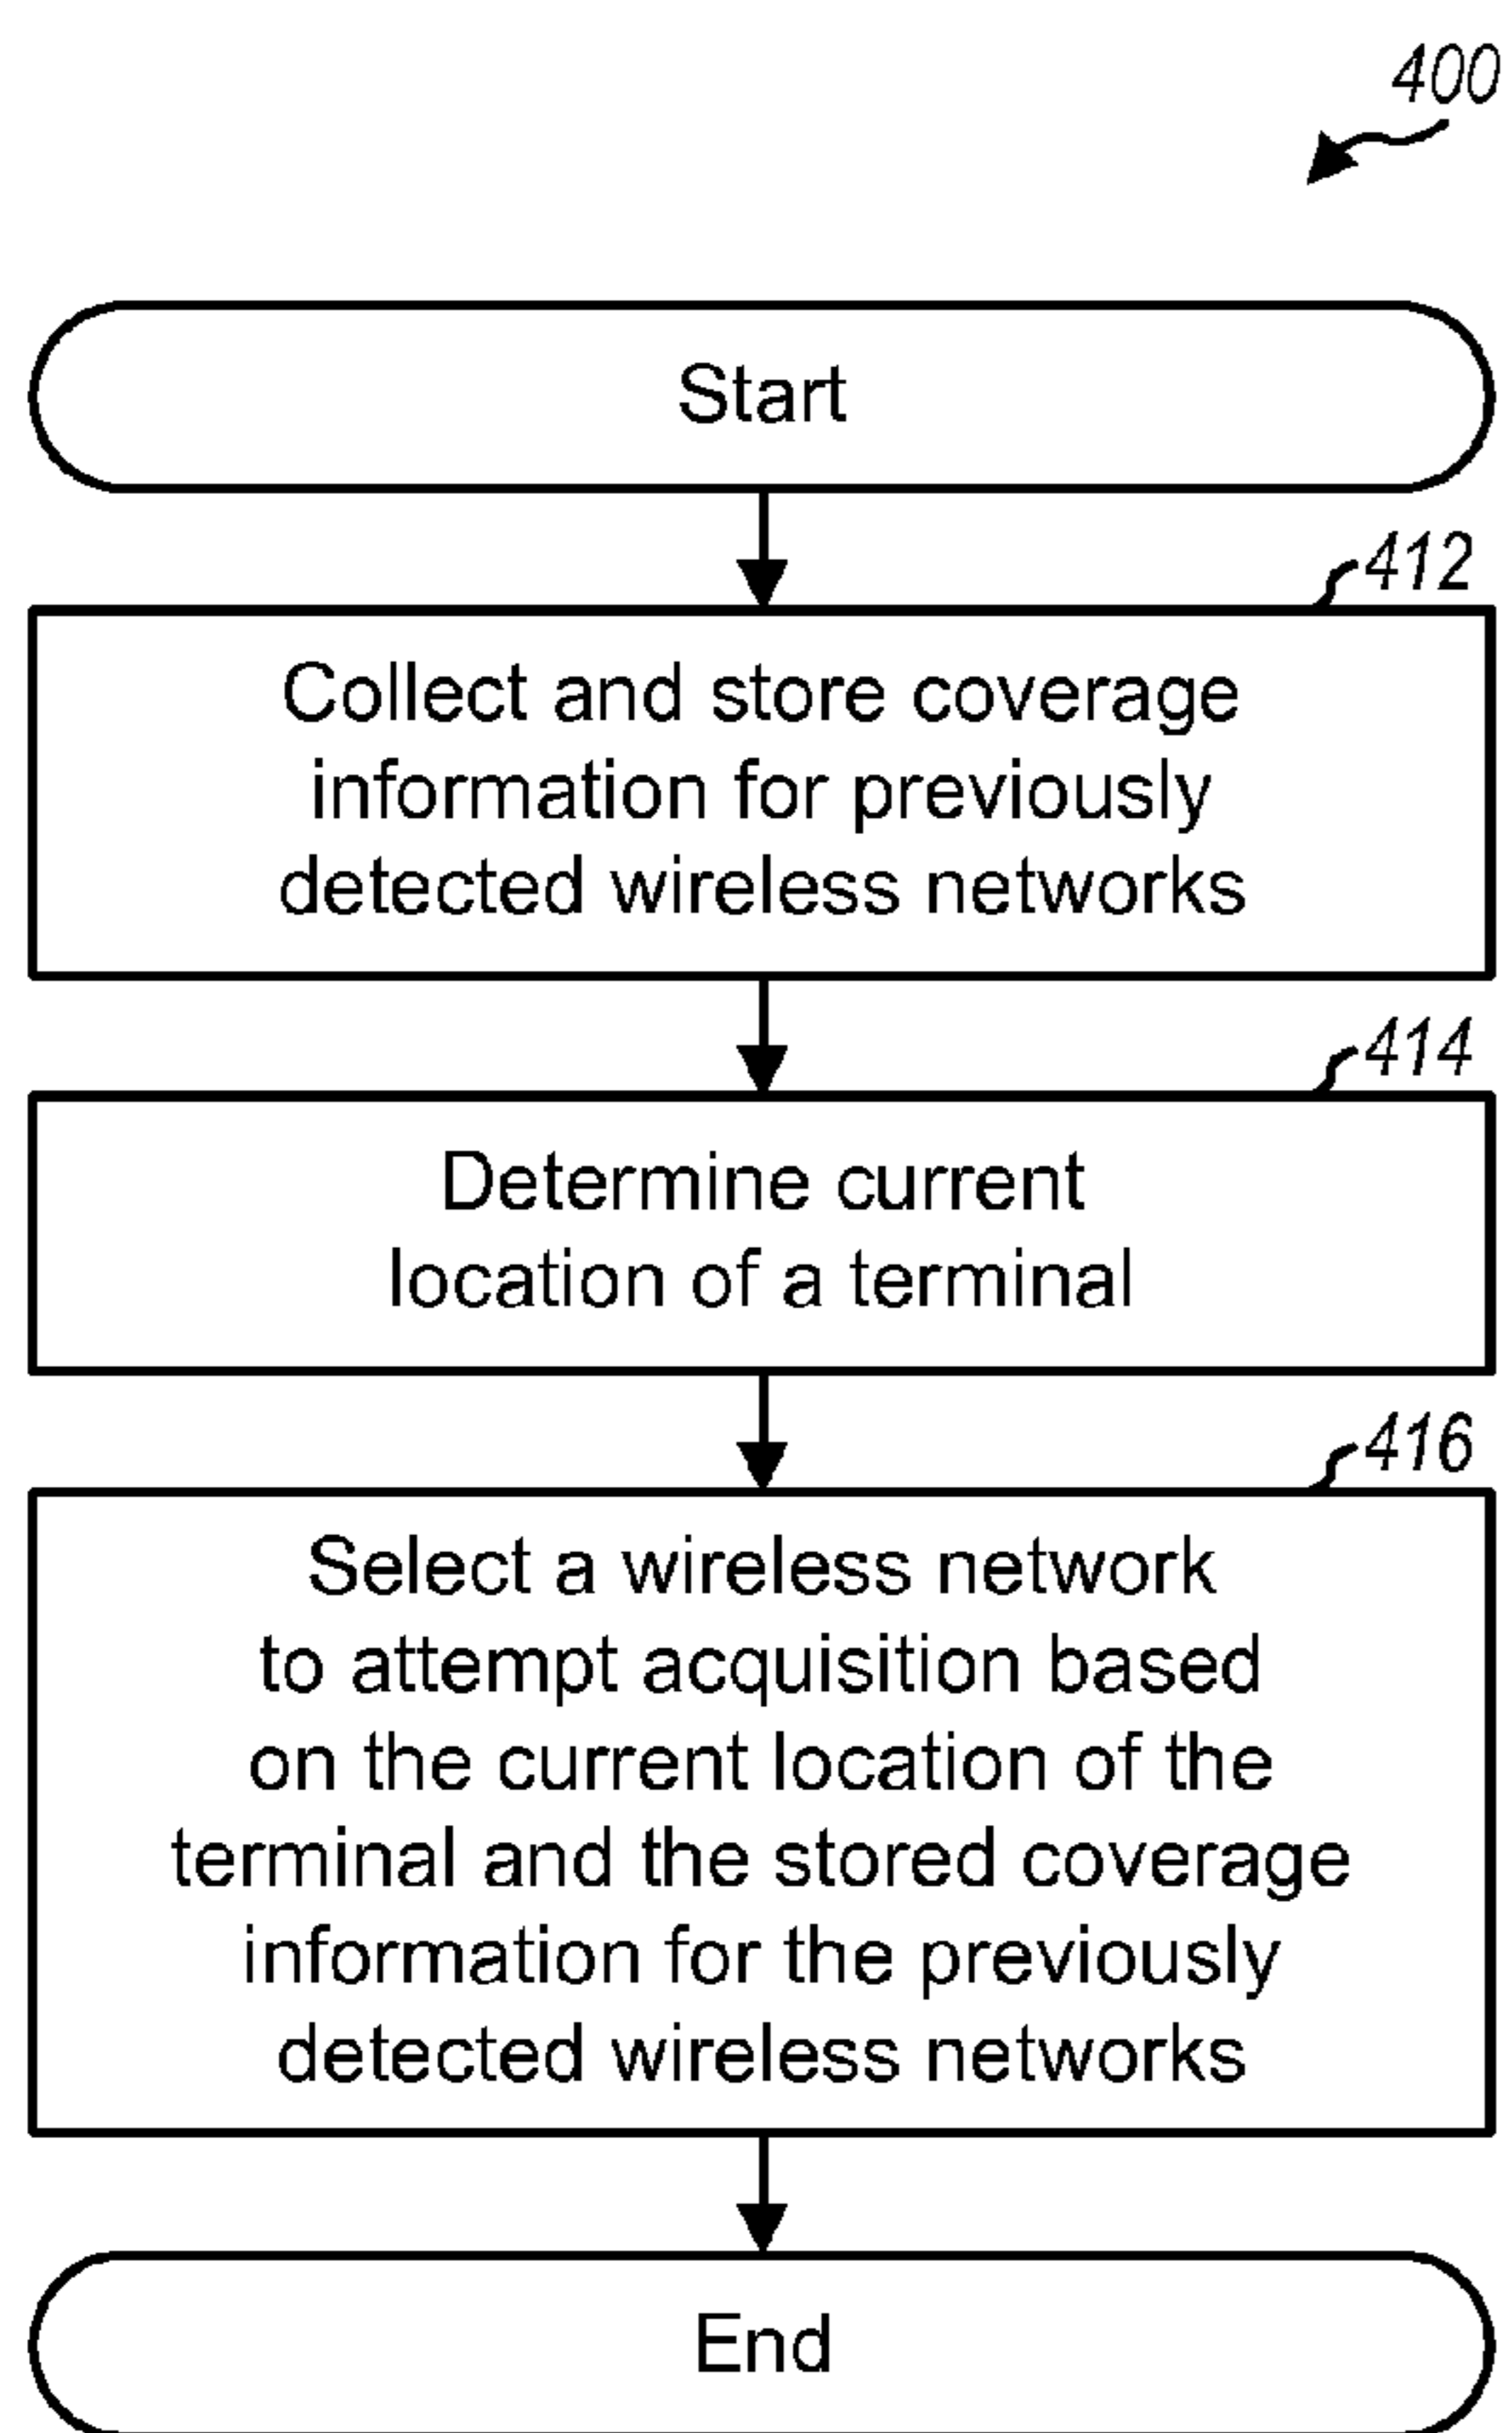 400
Start
412
Collect and store coverage
information for previously
detected wireless networks
414
Determine current
location of a terminal
416
Select a wireless network
to attempt acquisition based
on the current location of the
terminal and the stored coverage
information for the previously
detected wireless networks
End